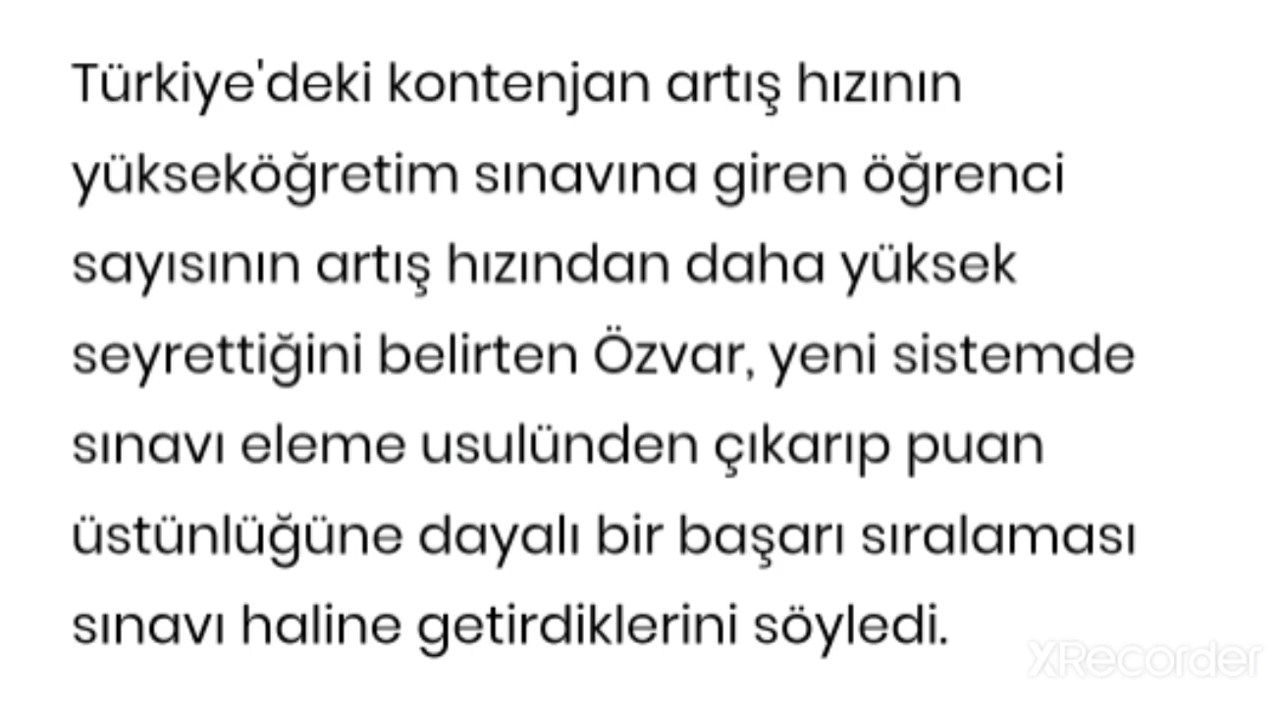 Türkiye'deki kontenjan artış hızının
yükseköğretim sınavına giren öğrenci
sayısının artış hızından daha yüksek
seyrettiğini belirten Özvar, yeni sistemde
sınavı eleme usulünden çıkarıp puan
üstünlüğüne dayalı bir başarı sıralaması
sınavı haline getirdiklerini söyledi.
XRecorder